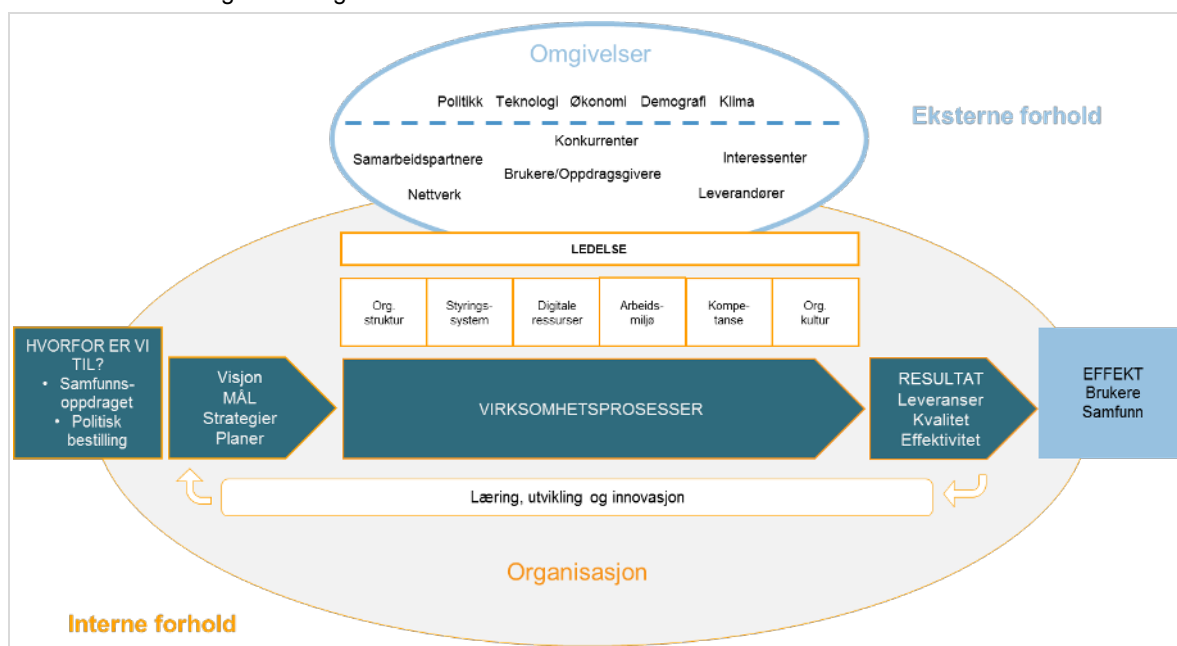 Omgivelser
Politikk Teknologi Økonomi Demografi Klima
Eksterne forhold
Konkurrenter
Samarbeidspartnere
Interessenter
Brukere/Oppdragsgivere
Nettverk
Leverandører
LEDELSE
Org.
struktur
Styrings-
system
Digitale
ressurser
Arbeids-
miljø
Kompe-
tanse
Org.
kultur
HVORFOR ER VI
TIL?
• Samfunns-
oppdraget
• Politisk
bestilling
Visjon
MÅL
Strategier
Planer
VIRKSOMHETSPROSESSER
RESULTAT
Leveranser
Kvalitet
Effektivitet
EFFEKT
Brukere
Samfunn
Læring, utvikling og innovasjon
Organisasjon
Interne forhold